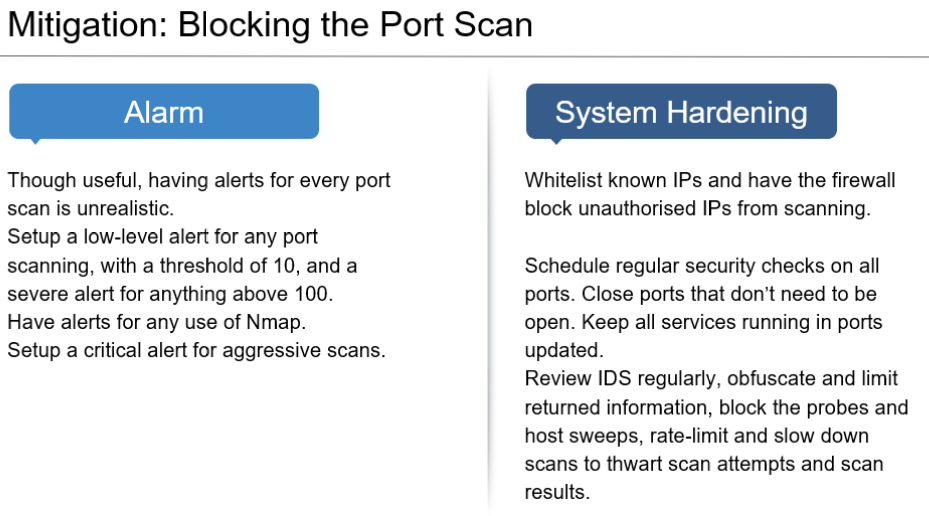 Mitigation: Blocking the Port Scan
Alarm
Though useful, having alerts for every port
scan is unrealistic.
Setup a low-level alert for any port
scanning, with a threshold of 10, and a
severe alert for anything above 100.
Have alerts for any use of Nmap.
Setup a critical alert for aggressive scans.
System Hardening
Whitelist known IPs and have the firewall
block unauthorised IPs from scanning.
Schedule regular security checks on all
ports. Close ports that don’t need to be
open. Keep all services running in ports
updated.
Review IDS regularly, obfuscate and limit
returned information, block the probes and
host sweeps, rate-limit and slow down
scans to thwart scan attempts and scan
results.